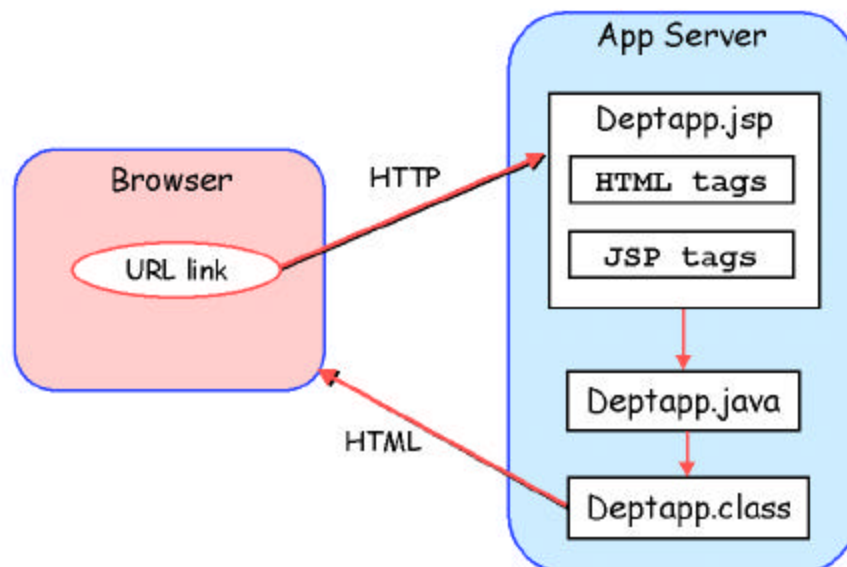 App Server
Deptapp.jsp
HTML tags
JSP tags
Browser
URL link
HTTP
HTML
Deptapp.java
Deptapp.class